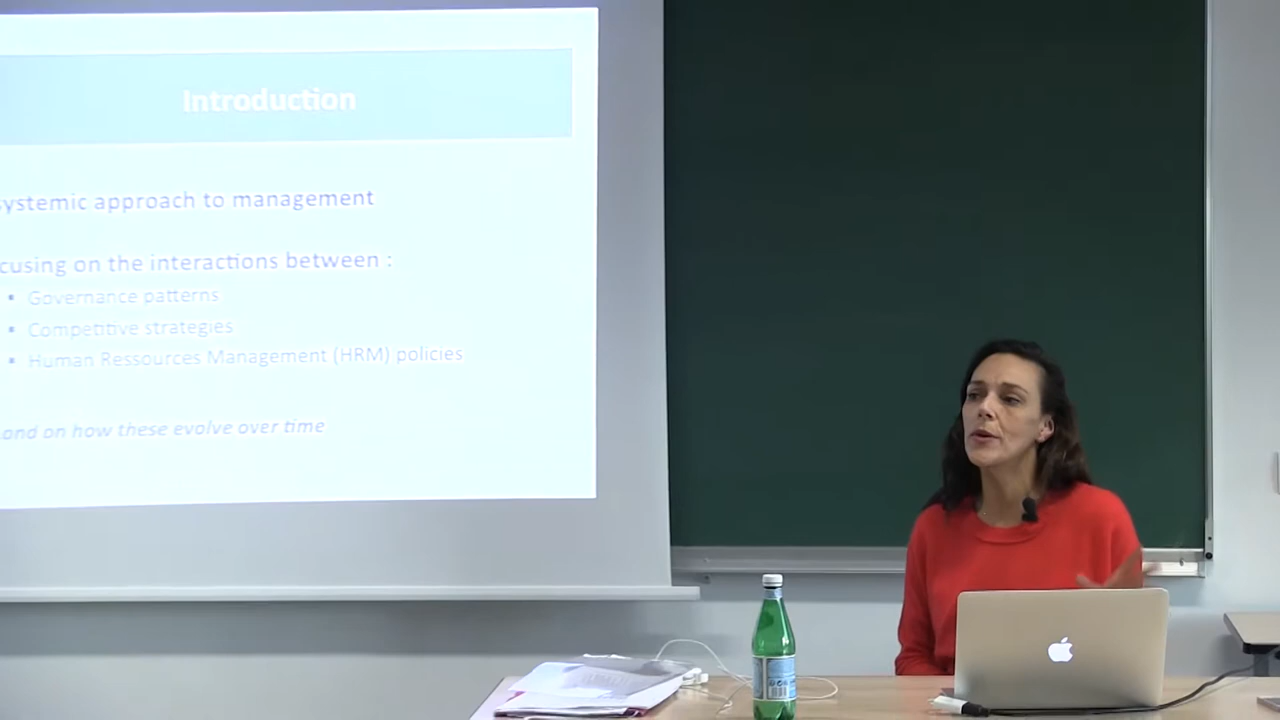 Introduction
systemic approach to management
cusing on the interactions between :
▪ Governance patterns
▪ Competitive strategies
▪ Human Ressources Management (HRM) policies
...and on how these evolve over time